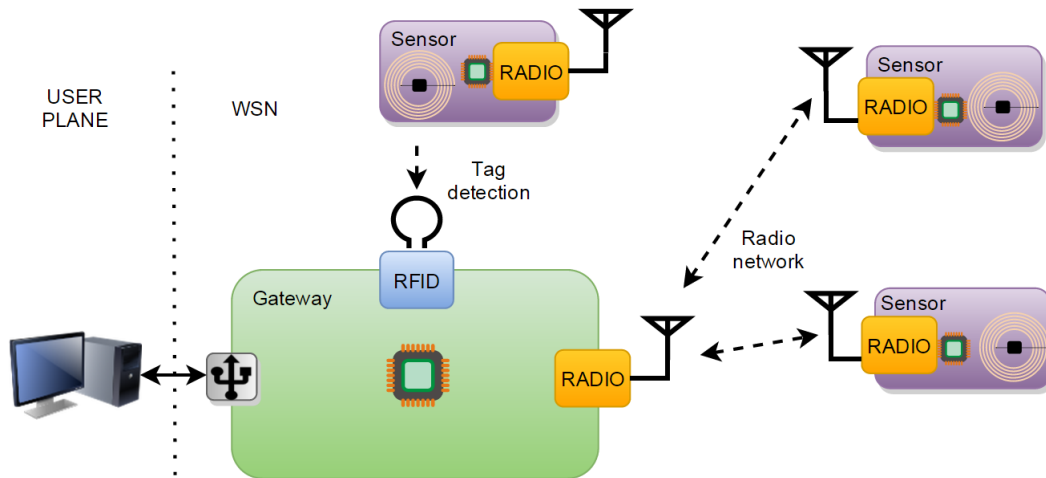 USER
PLANE
WSN
Sensor
RADIO
Tag
detection
Sensor
RADIO
Radio
network
Gateway
RFID
RADIO
Sensor
RADIO